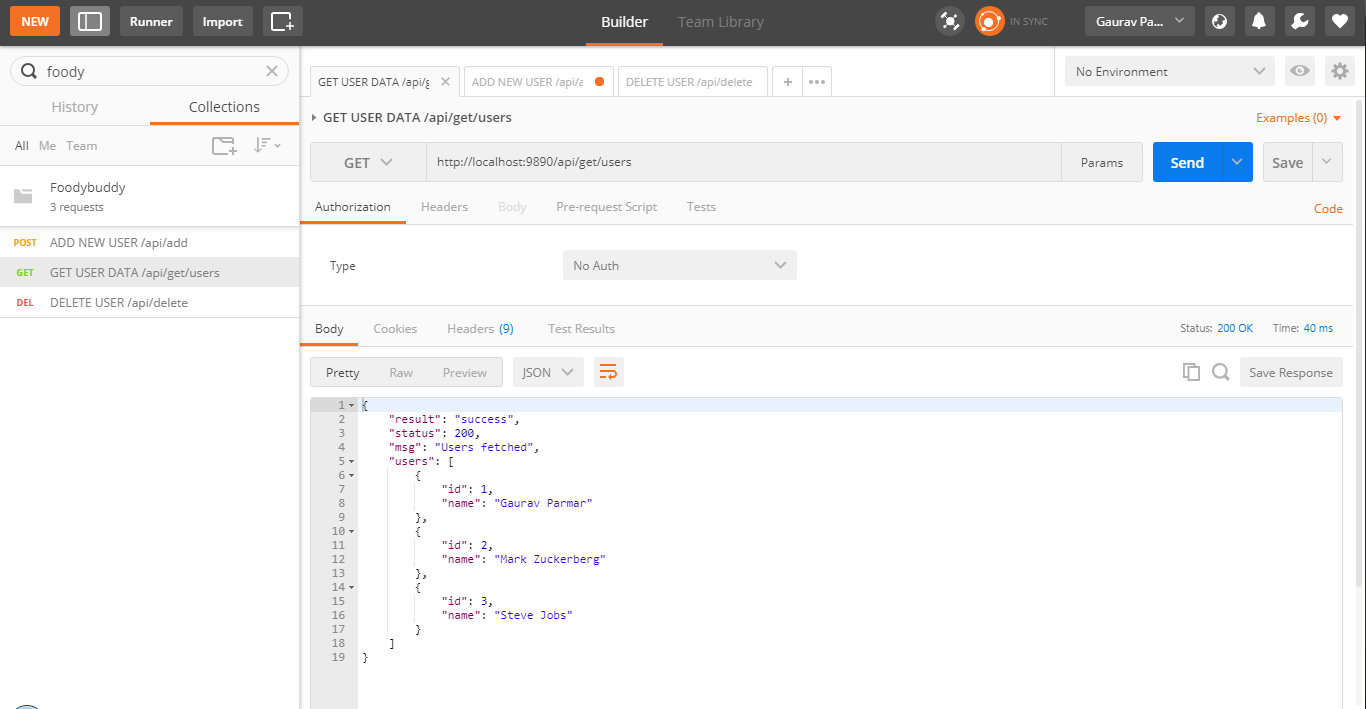 NEW Runner Import Builder Team Library IN SYNC Gaurav Pa...
foody
History Collections
All Me Team
Foodybuddy
3 requests
POST ADD NEW USER /api/add
GET GET USER DATA /api/get/users
DEL DELETE USER /api/delete
GET USER DATA /api/g ADD NEW USER /api/a DELETE USER /api/delete + ••• No Environment
GET USER DATA /api/get/users Examples (0)
GET http://localhost:9890/api/get/users Params Send Save
Authorization Headers Body Pre-request Script Tests Code
Type No Auth
Body Cookies Headers (9) Test Results Status: 200 OK Time: 40 ms
Pretty Raw Preview JSON Save Response
1 {
2 "result": "success",
3 "status": 200,
4 "msg": "Users fetched",
5 "users": [
6 {
7 "id": 1,
8 "name": "Gaurav Parmar"
9 },
10 {
11 "id": 2,
12 "name": "Mark Zuckerberg"
13 },
14 {
15 "id": 3,
16 "name": "Steve Jobs"
17 }
18 ]
19 }